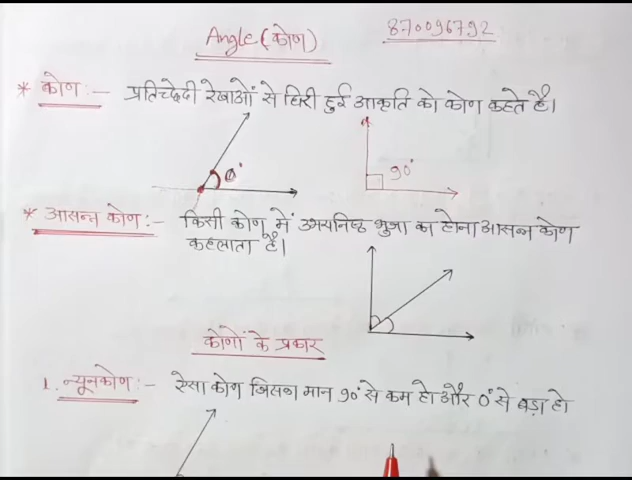 Angle (कोण)
870096792
* कोण :- प्रतिच्छेदी रेखाओं से घिरी हुई आकृति को कोण कहते है।
θ°
90°
* आसन्न कोण :- किसी कोण में उभयनिष्ठ भुजा का होना आसन्न कोण
कहलाता है।
कोणों के प्रकार
1. न्यूनकोण :- ऐसा कोण जिसका मान 90° से कम हो और 0° से बड़ा हो